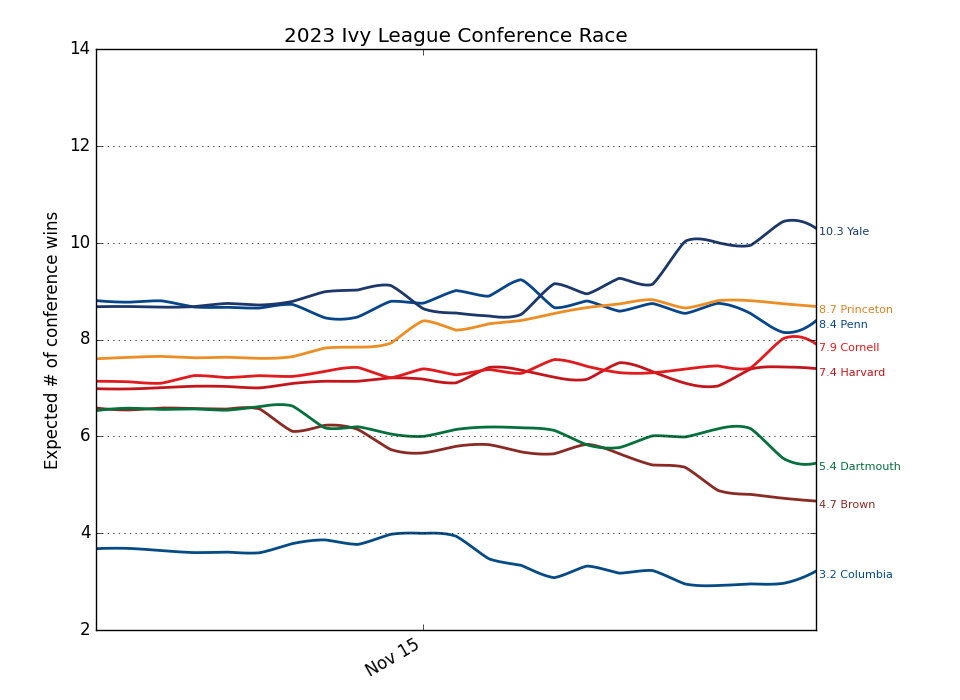 2023 Ivy League Conference Race
Expected # of conference wins
14
12
10
8
6
4
2
Nov 15
10.3 Yale
8.7 Princeton
8.4 Penn
7.9 Cornell
7.4 Harvard
5.4 Dartmouth
4.7 Brown
3.2 Columbia